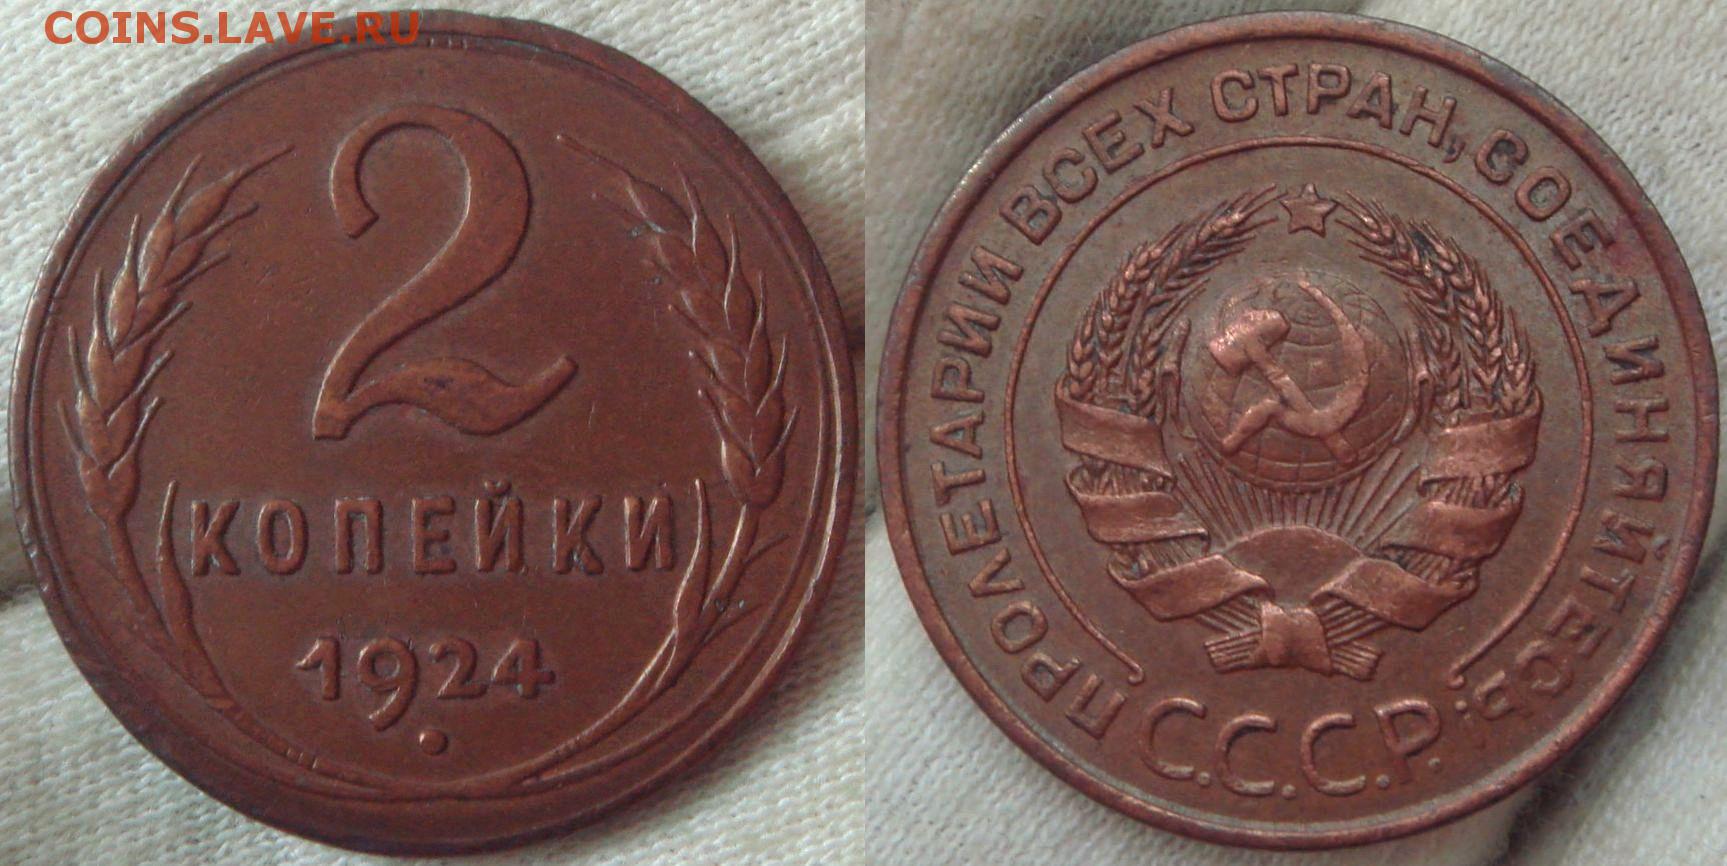 COINS.LAVE.RU
2
КОПЕЙКИ
1924
ПРОЛЕТАРИИ ВСЕХ СТРАН, СОЕДИНЯЙТЕСЬ!
С.С.С.Р.